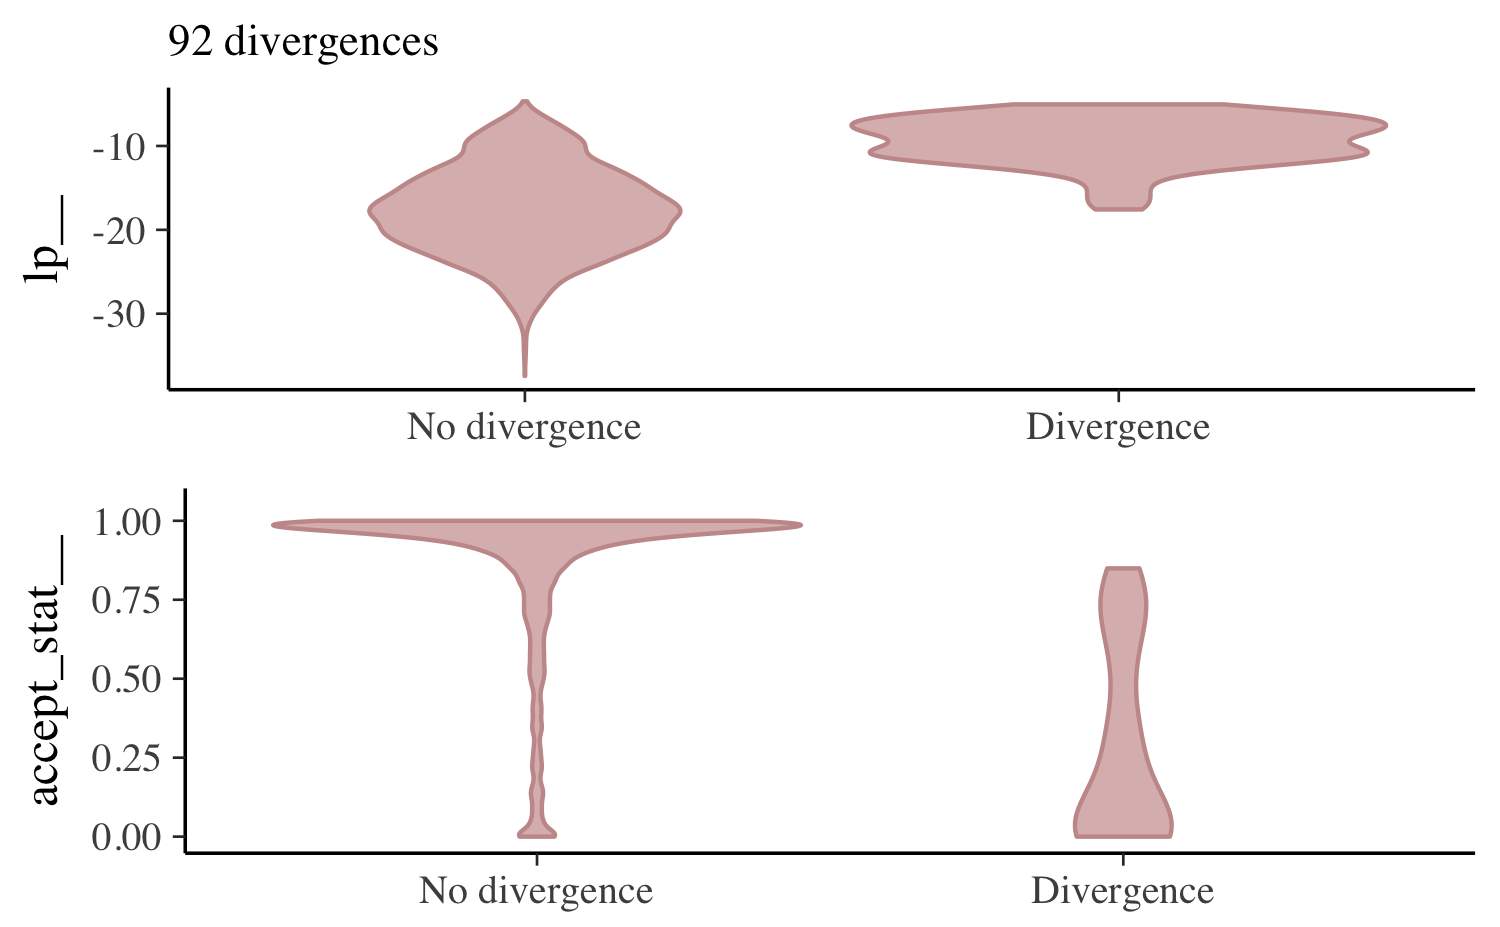 92 divergences
lp__
-10
-20
-30
No divergence Divergence
accept_stat__
1.00
0.75
0.50
0.25
0.00
No divergence Divergence